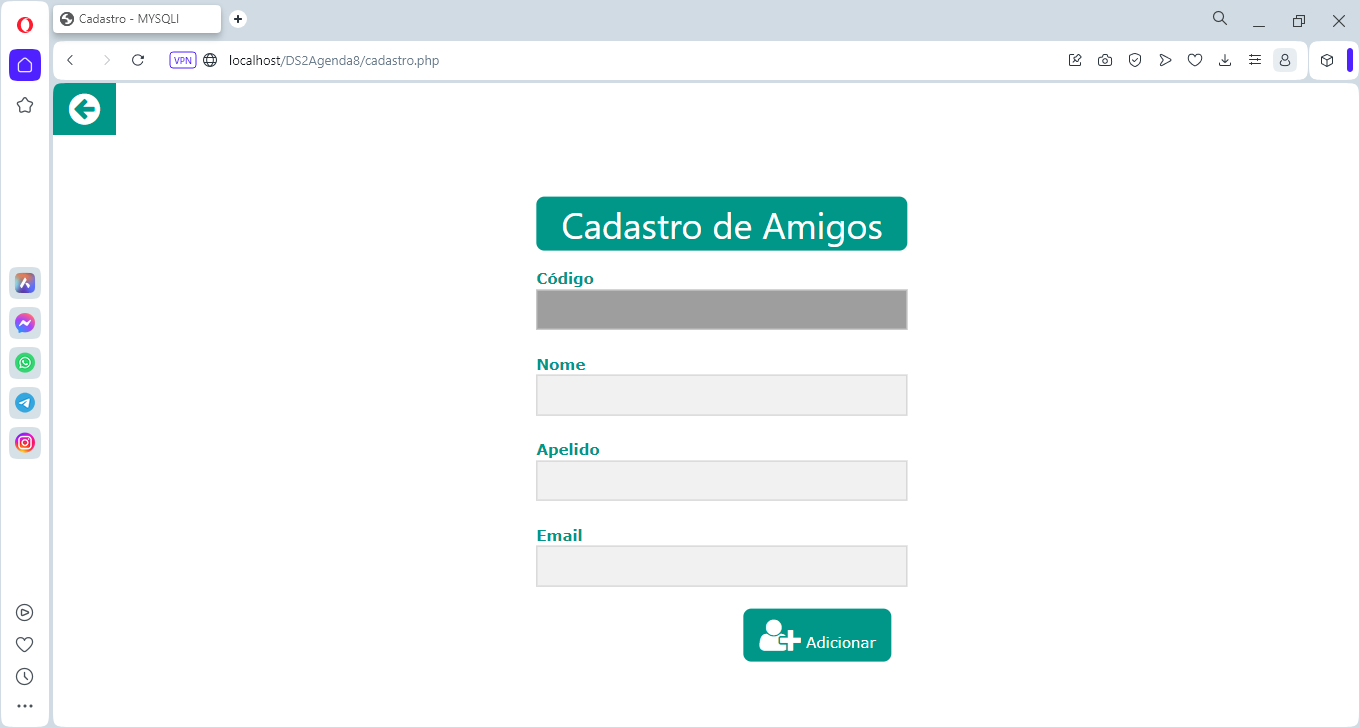 Cadastro - MYSQLI
VPN
localhost/DS2Agenda8/cadastro.php
Cadastro de Amigos
Código
Nome
Apelido
Email
Adicionar